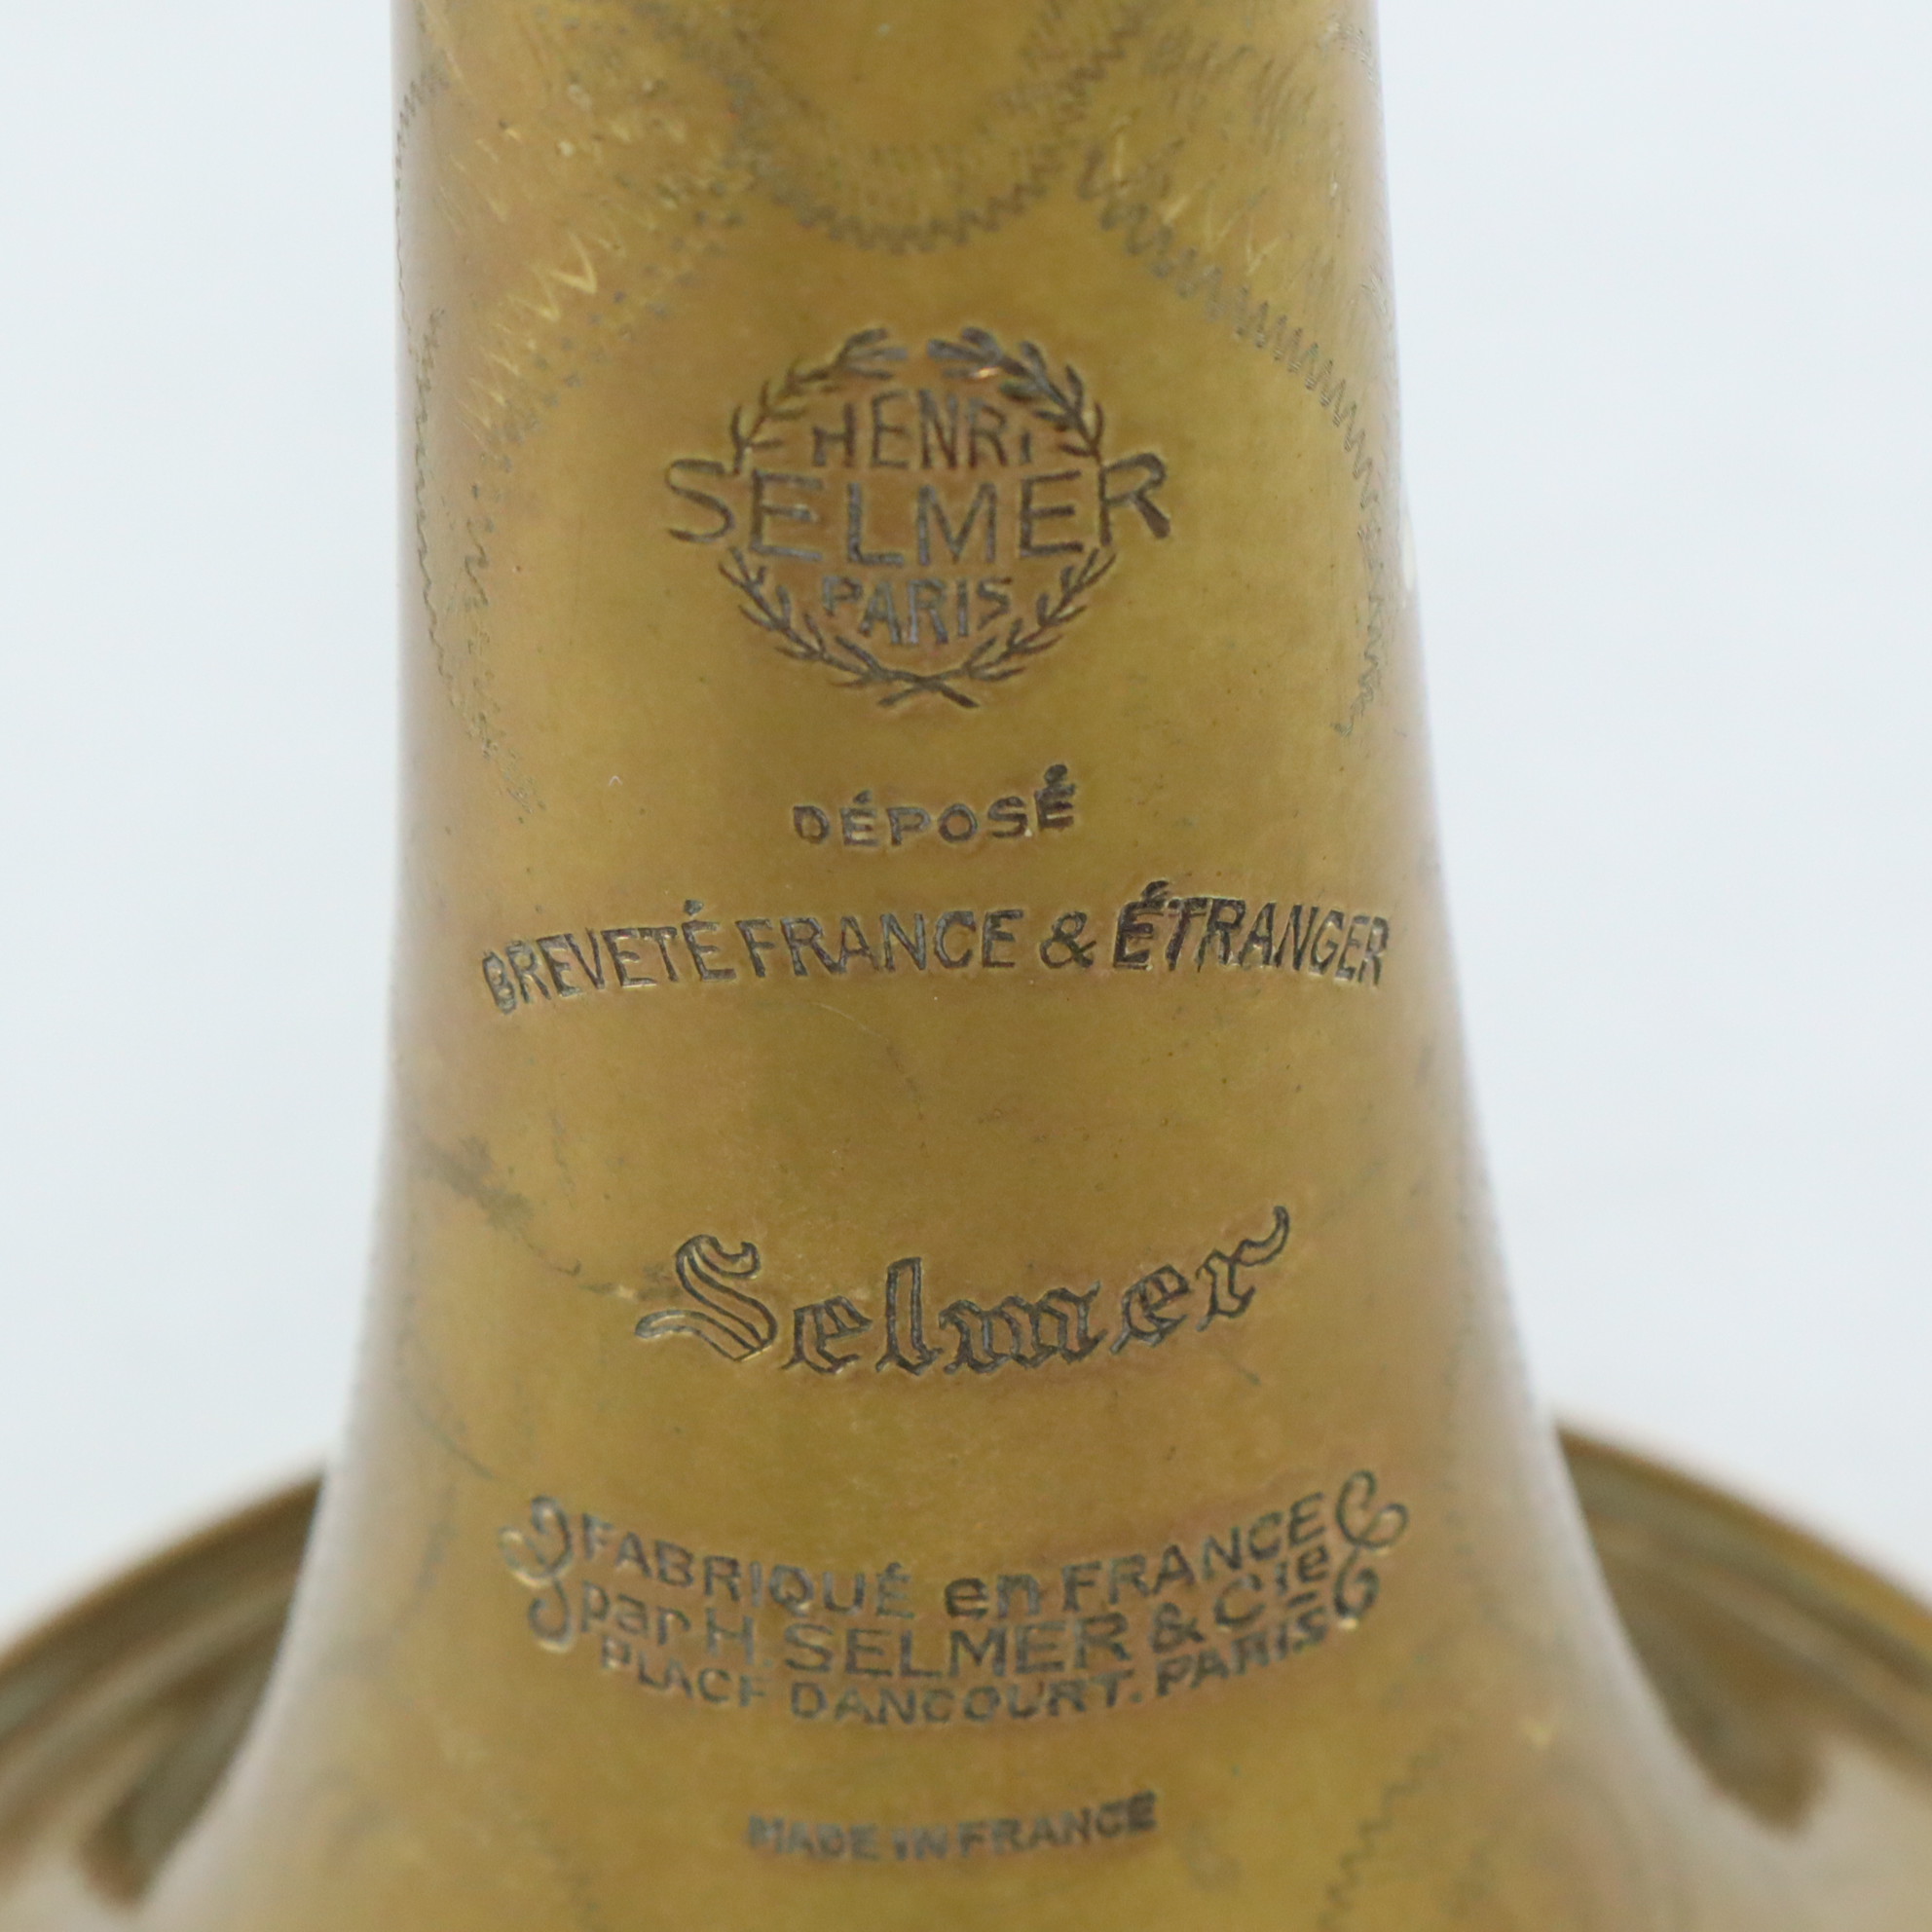 HENRI
SELMER
PARIS
DÉPOSÉ
BREVETÉ FRANCE & ÉTRANGER
Selmer
FABRIQUÉ en FRANCE
par H. SELMER & Cie
PLACE DANCOURT. PARIS
MADE IN FRANCE